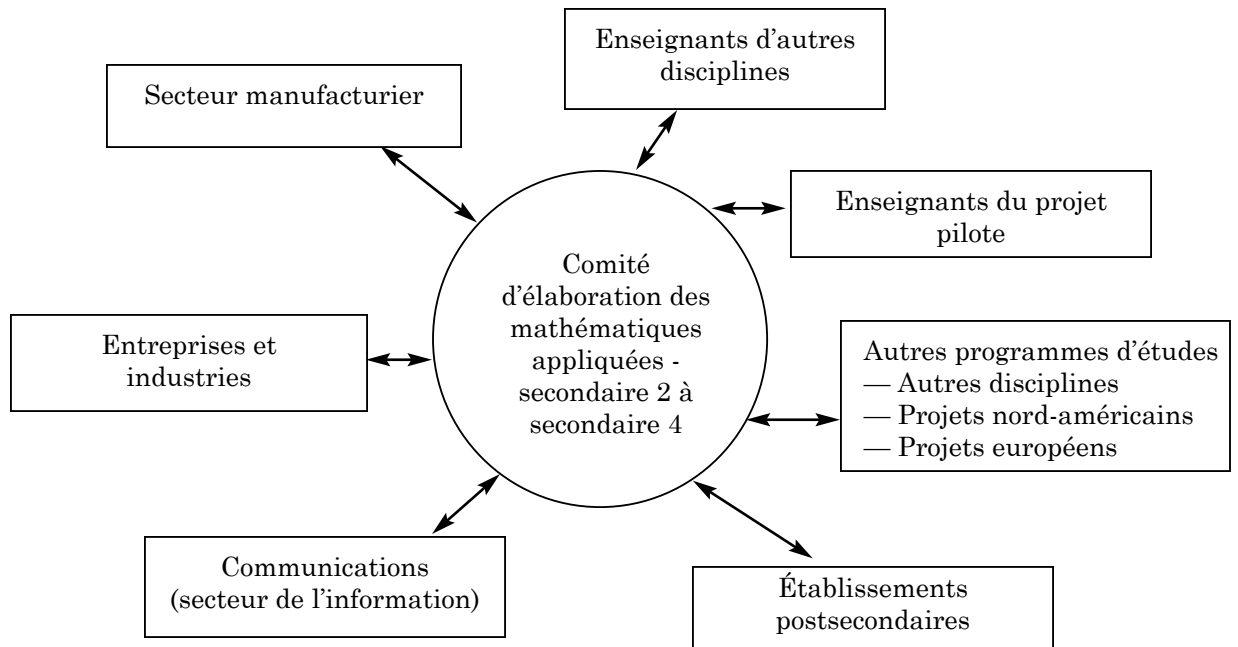 Enseignants d'autres
disciplines
Secteur manufacturier
Enseignants du projet
pilote
Comité
d'élaboration des
mathématiques
appliquées -
secondaire 2 à
secondaire 4
Entreprises et
industries
Autres programmes d'études
— Autres disciplines
— Projets nord-américains
— Projets européens
Communications
(secteur de l'information)
Établissements
postsecondaires